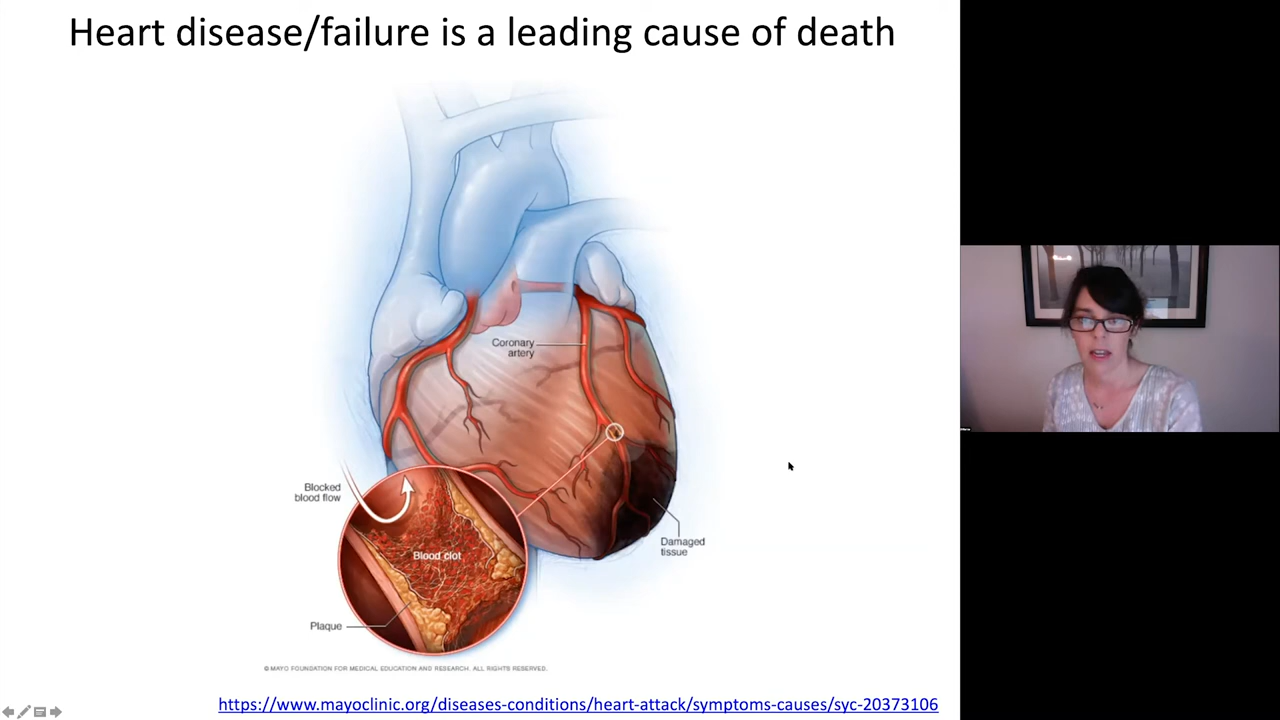 Heart disease/failure is a leading cause of death
Coronary
artery
Blocked
blood flow
Blood clot
Damaged
tissue
Plaque
© MAYO FOUNDATION FOR MEDICAL EDUCATION AND RESEARCH. ALL RIGHTS RESERVED.
https://www.mayoclinic.org/diseases-conditions/heart-attack/symptoms-causes/syc-20373106